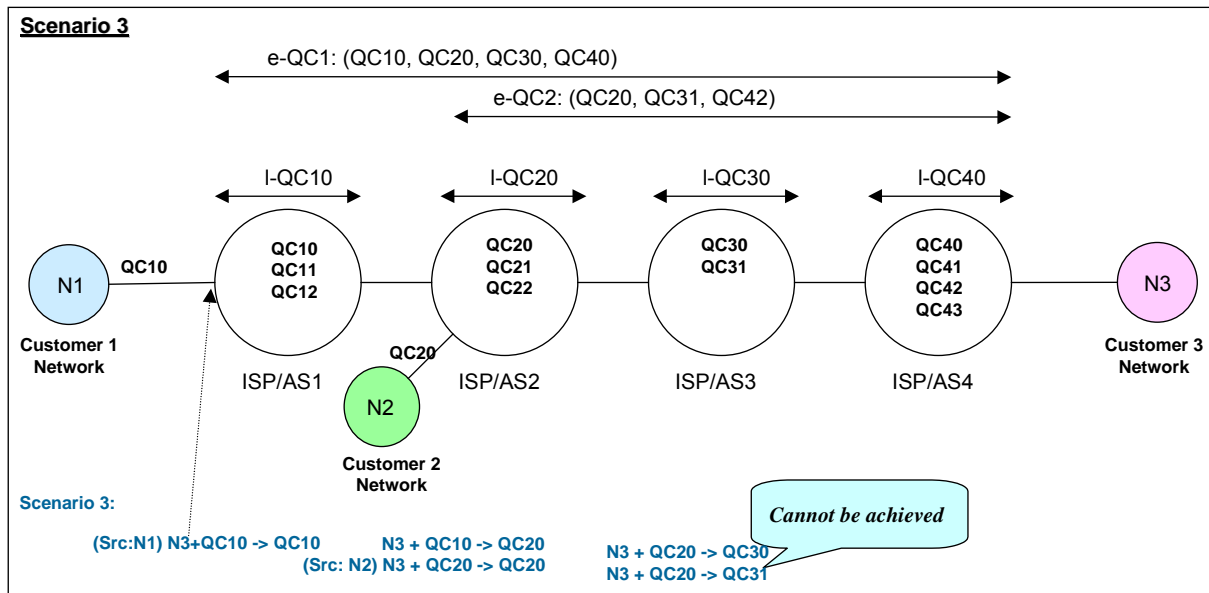 Scenario 3
e-QC1: (QC10, QC20, QC30, QC40)
e-QC2: (QC20, QC31, QC42)
l-QC10
l-QC20
l-QC30
l-QC40
N1
QC10
QC10
QC11
QC12
QC20
QC21
QC22
QC30
QC31
QC40
QC41
QC42
QC43
N3
Customer 1
Network
ISP/AS1
QC20
N2
ISP/AS2
ISP/AS3
ISP/AS4
Customer 3
Network
Customer 2
Network
Scenario 3:
Cannot be achieved
(Src:N1) N3+QC10 -> QC10
N3 + QC10 -> QC20
(Src: N2) N3 + QC20 -> QC20
N3 + QC20 -> QC30
N3 + QC20 -> QC31